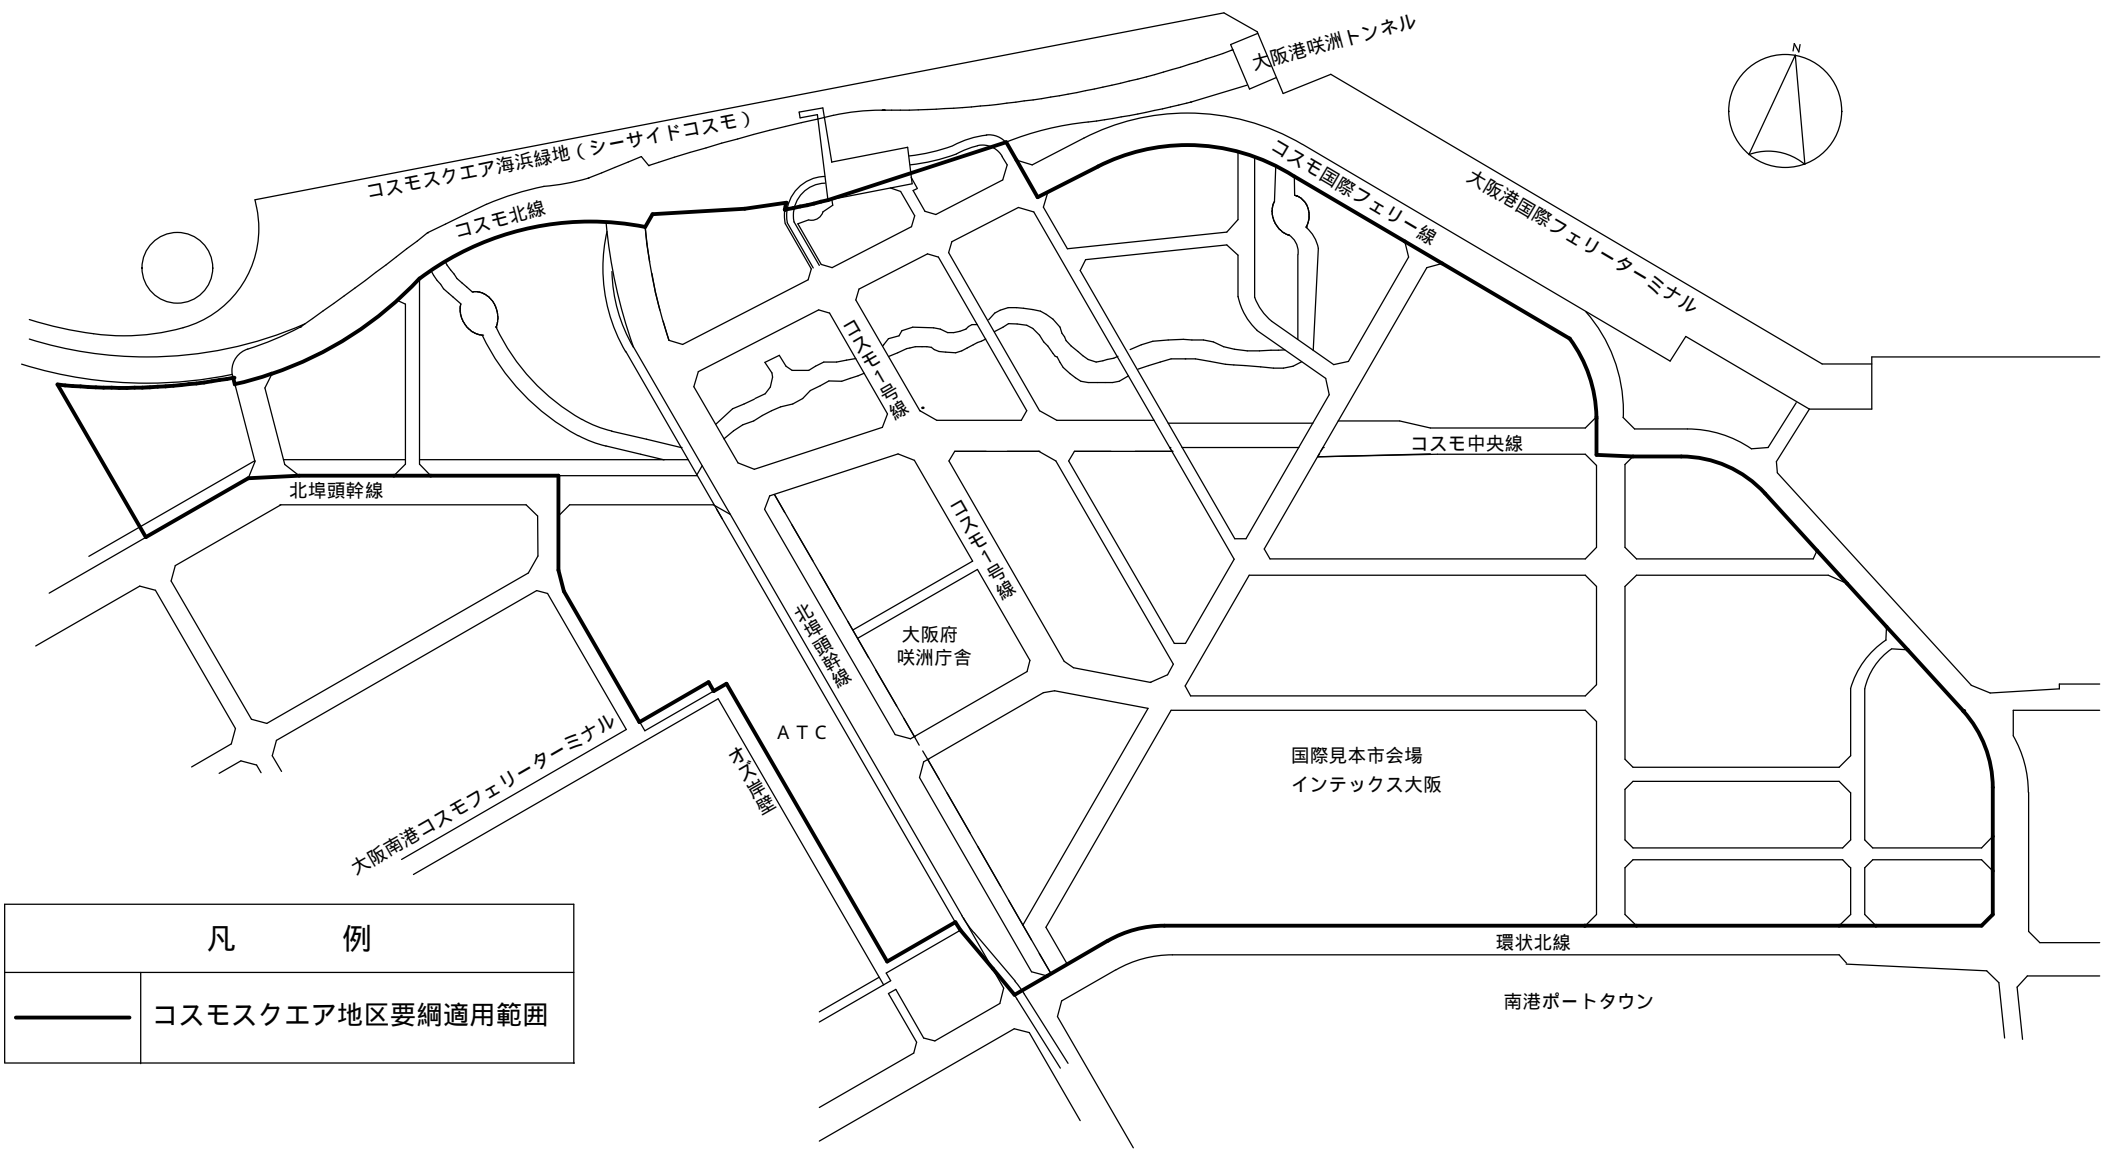 大阪港咲洲トンネル
N
コスモスクエア海浜緑地(シーサイドコスモ)
コスモ北線
コスモ国際フェリー線
大阪港国際フェリーターミナル
コスモ1号線
コスモ中央線
北埠頭幹線
コスモ1号線
北埠頭幹線
大阪府
咲洲庁舎
ATC
オズ岸壁
大阪南港コスモフェリーターミナル
国際見本市会場
インテックス大阪
環状北線
南港ポートタウン
凡 例
コスモスクエア地区要綱適用範囲